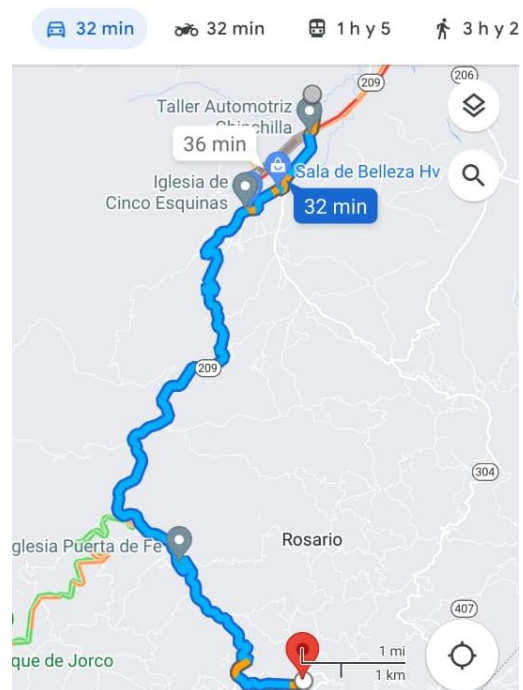 32 min
32 min
1 h y 5
3 h y 2
209
206
Taller Automotriz
Chinchilla
36 min
Sala de Belleza Hv
Iglesia de
Cinco Esquinas
32 min
209
304
glesia Puerta de Fe
Rosario
407
1 mi
1 km
que de Jorco